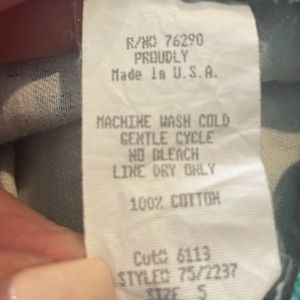 R/NO 76290
PROUDLY
Made In U.S.A.
MACHINE WASH COLD
GENTLE CYCLE
NO BLEACH
LINE DRY ONLY
100% COTTON
Cut@ 6113
STYLE@ 75/2237
SIZE 5